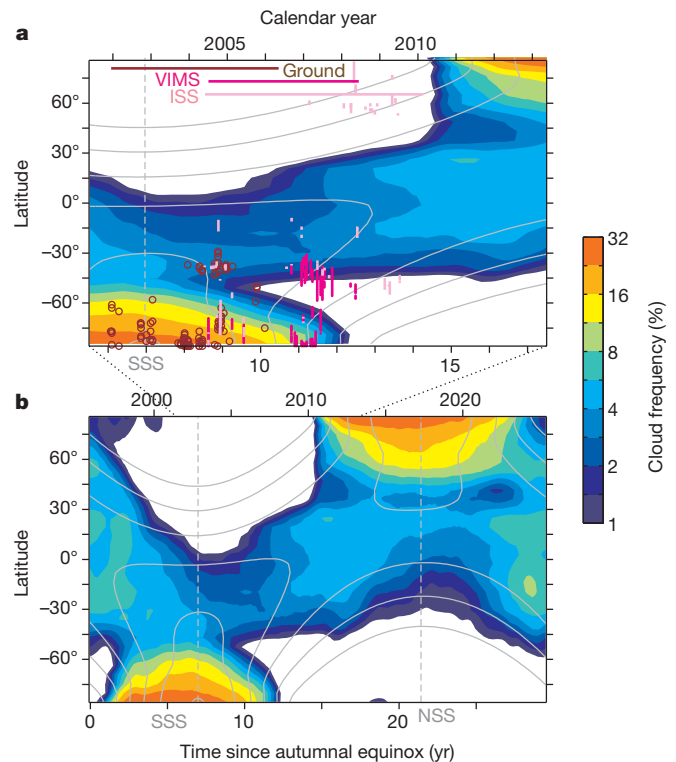 Calendar year
a
2005 2010
Ground
VIMS
ISS
60°
30°
0°
−30°
−60°
Latitude
SSS 10 15
b
2000 2010 2020
60°
30°
0°
−30°
−60°
Latitude
0 SSS 10 20 NSS
Time since autumnal equinox (yr)
32
16
8
4
2
1
Cloud frequency (%)